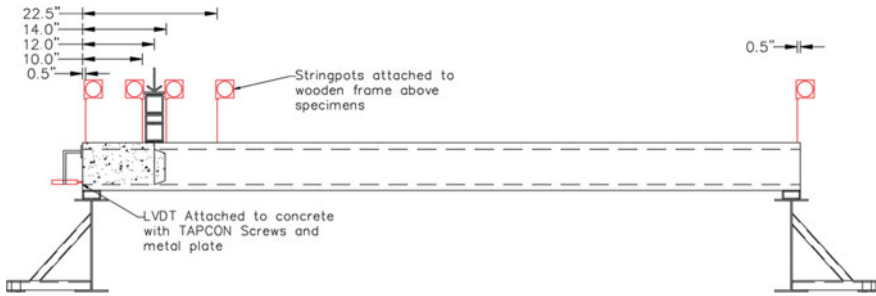 22.5"
14.0"
12.0"
10.0"
0.5"
0.5"
Stringpots attached to
wooden frame above
specimens
LVDT Attached to concrete
with TAPCON Screws and
metal plate